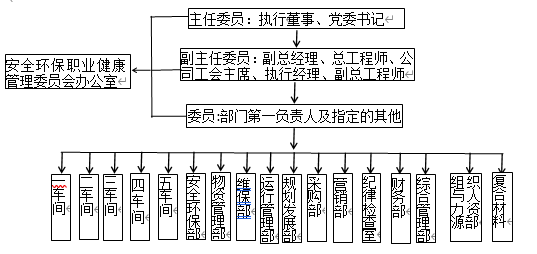 主任委员：执行董事、党委书记
安全环保职业健康
管理委员会办公室
副主任委员：副总经理、总工程师、公
司工会主席、执行经理、副总工程师
委员:部门第一负责人及指定的其他
一车间
二车间
三车间
四车间
五车间
安全环保部
物资管理部
维保部
运行管理部
规划发展部
采购部
营销部
纪律检查室
财务部
综合管理部
组织人
与人资
力源部
复合材料